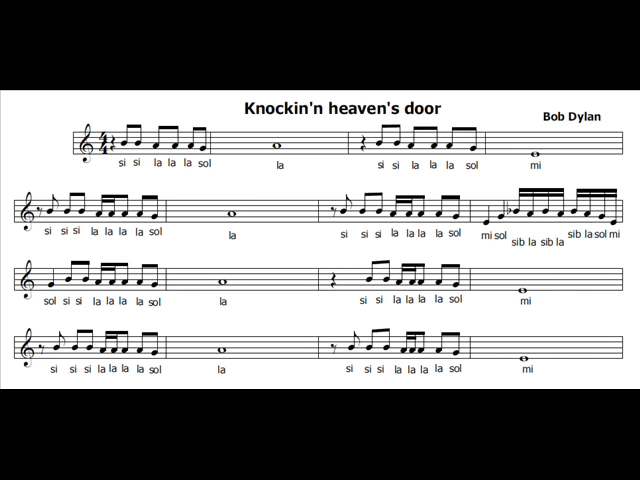 Knockin'n heaven's door
Bob Dylan
4
4
si si la la la sol la si si la la la sol mi
si si si la la la la sol la si si si la la la la sol mi sol sib la sib la sib la sol mi
sol si si la la la la sol la si si la la la la sol mi
si si si la la la la sol la si si si la la la la sol mi